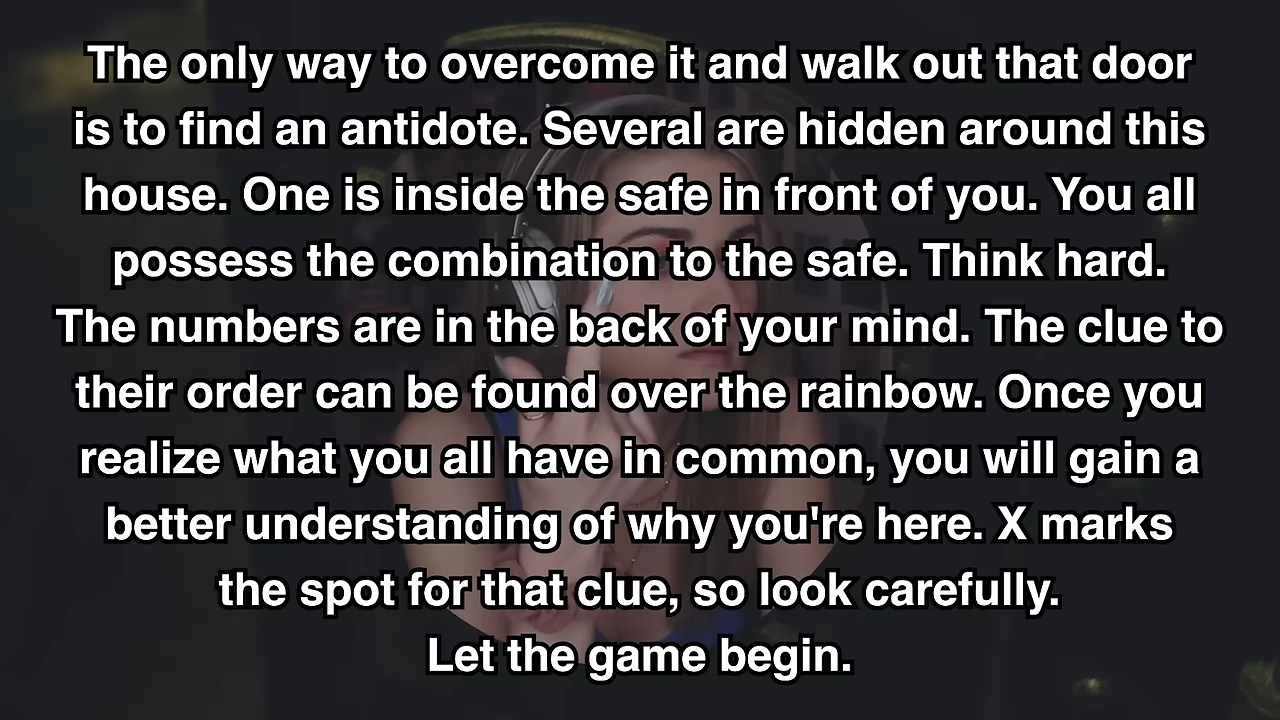 The only way to overcome it and walk out that door
is to find an antidote. Several are hidden around this
house. One is inside the safe in front of you. You all
possess the combination to the safe. Think hard.
The numbers are in the back of your mind. The clue to
their order can be found over the rainbow. Once you
realize what you all have in common, you will gain a
better understanding of why you're here. X marks
the spot for that clue, so look carefully.
Let the game begin.